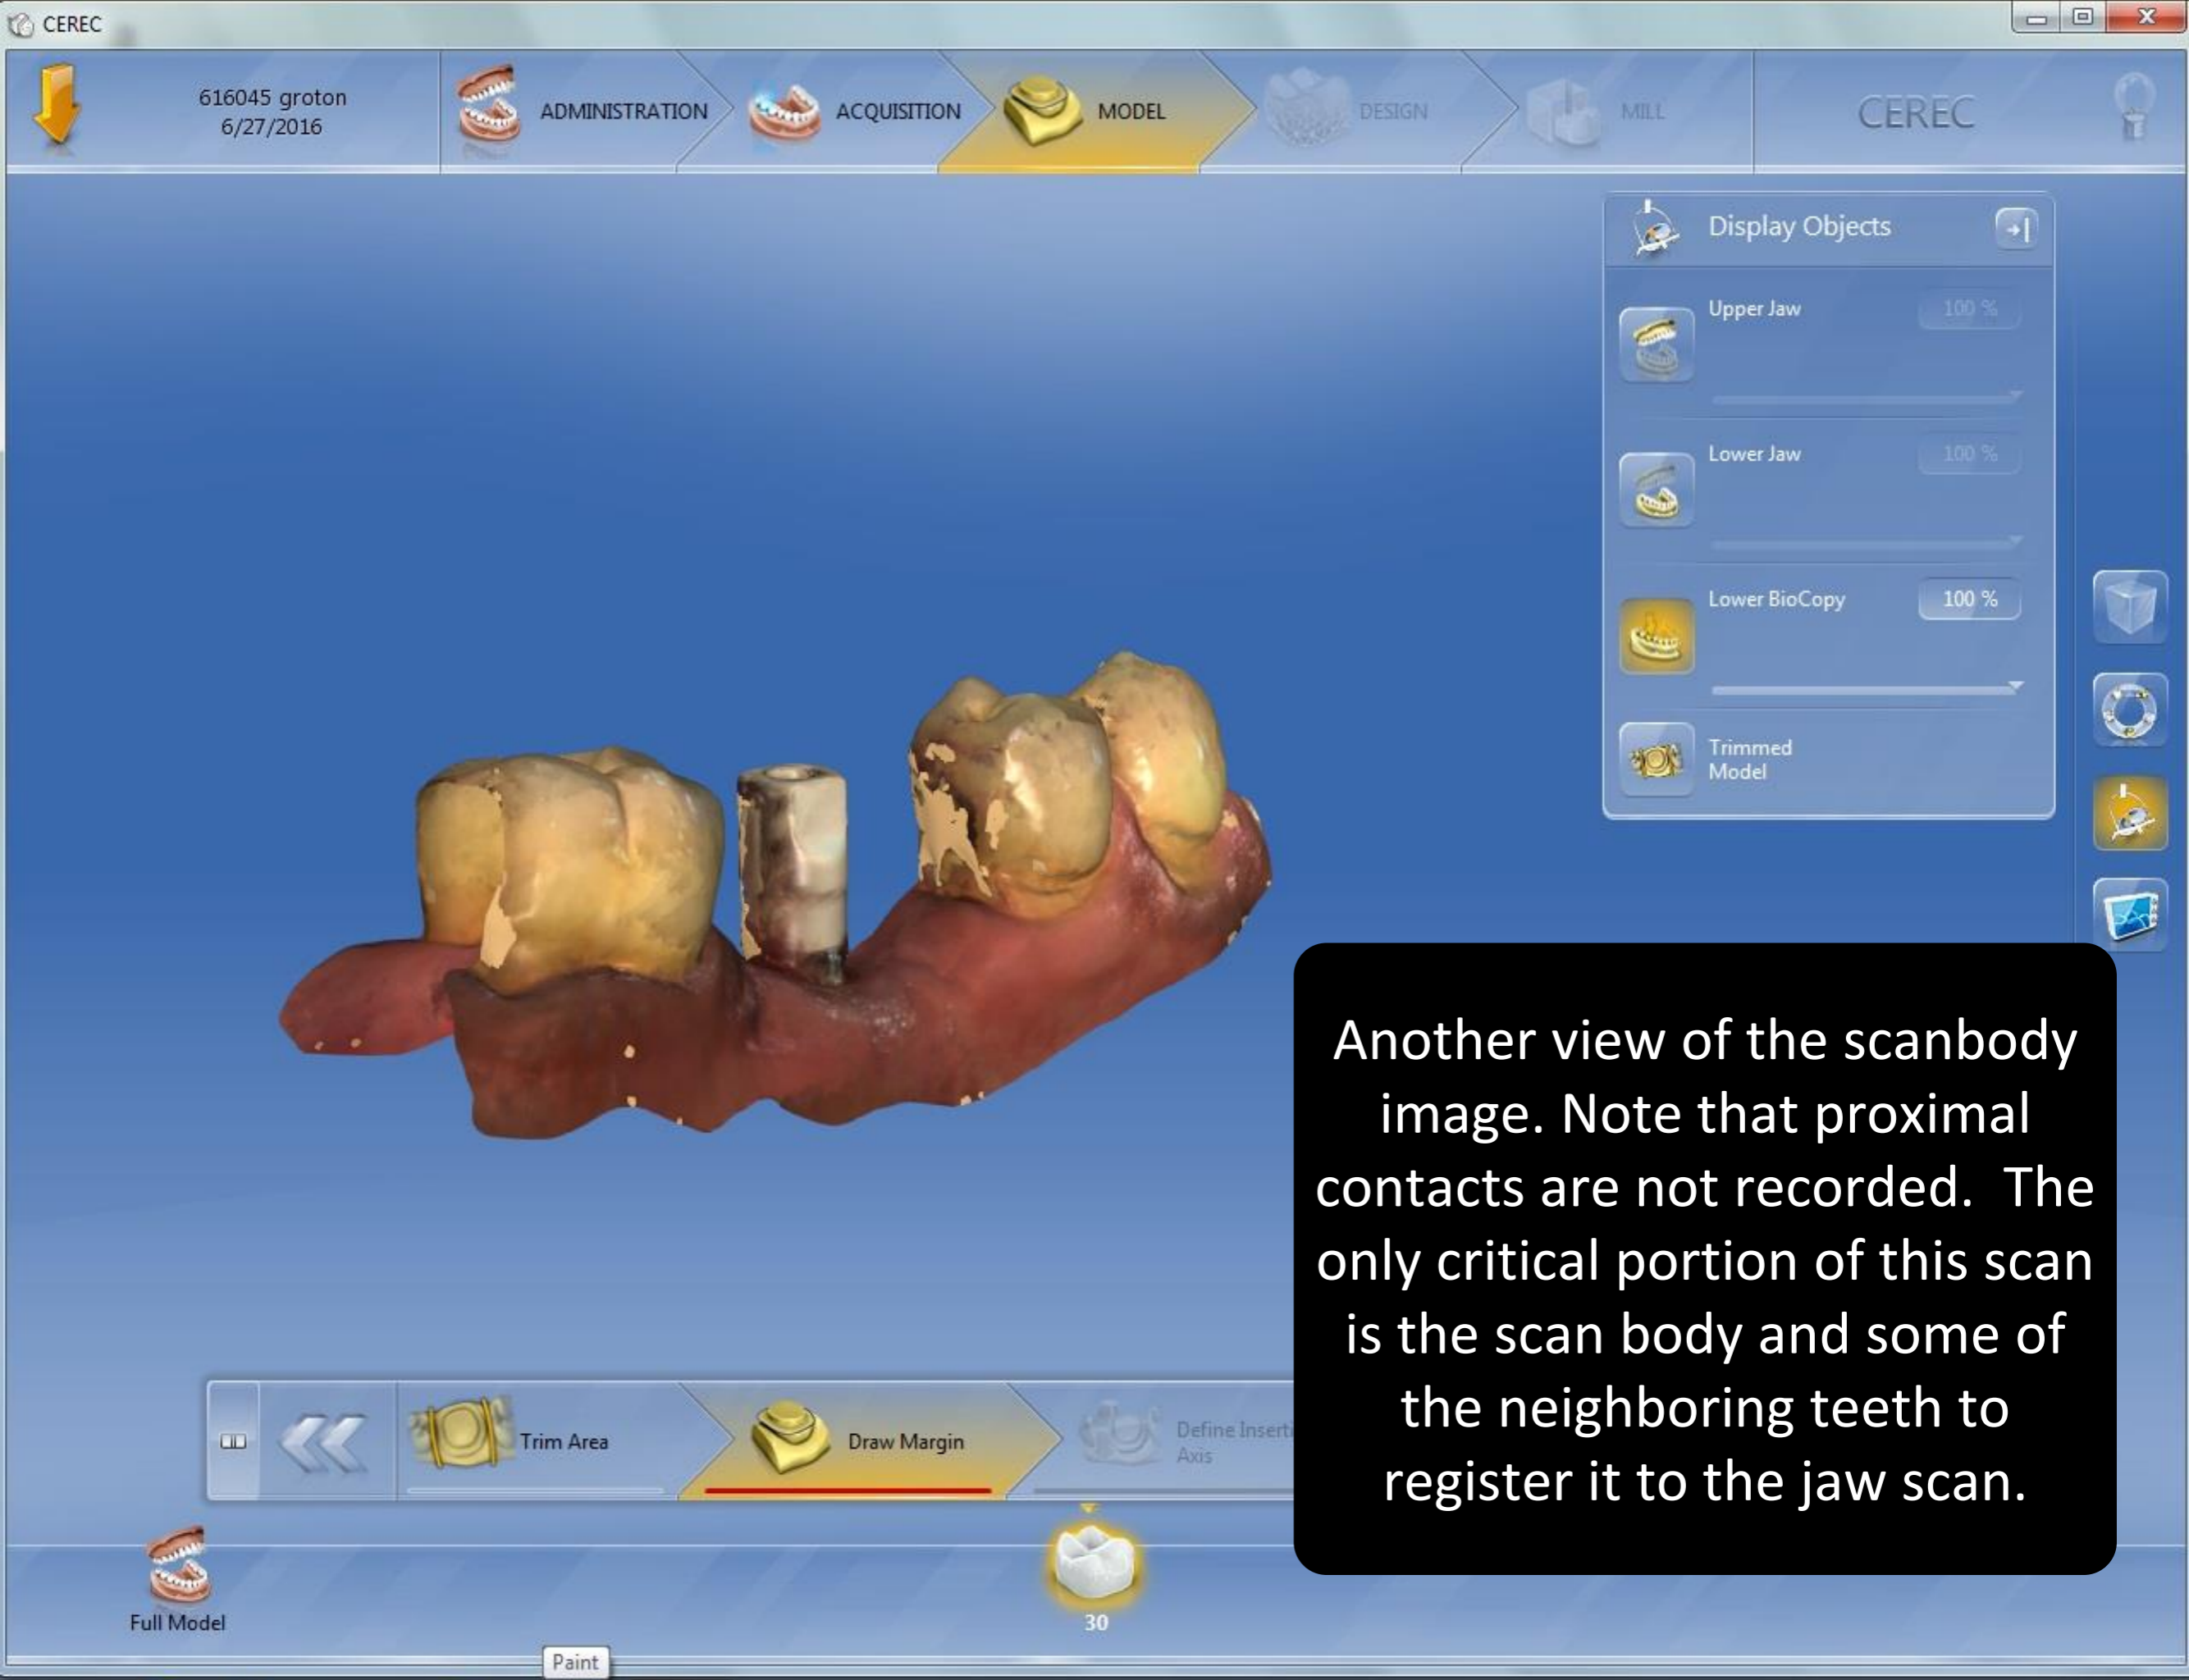 CEREC
616045 groton
6/27/2016
ADMINISTRATION
ACQUISITION
MODEL
DESIGN
MILL
CEREC
Display Objects
Upper Jaw
100 %
Lower Jaw
100 %
Lower BioCopy
100 %
Trimmed
Model
Another view of the scanbody
image. Note that proximal
contacts are not recorded.  The
only critical portion of this scan
is the scan body and some of
the neighboring teeth to
register it to the jaw scan.
Trim Area
Draw Margin
Define Inserti
Axis
Full Model
30
Paint